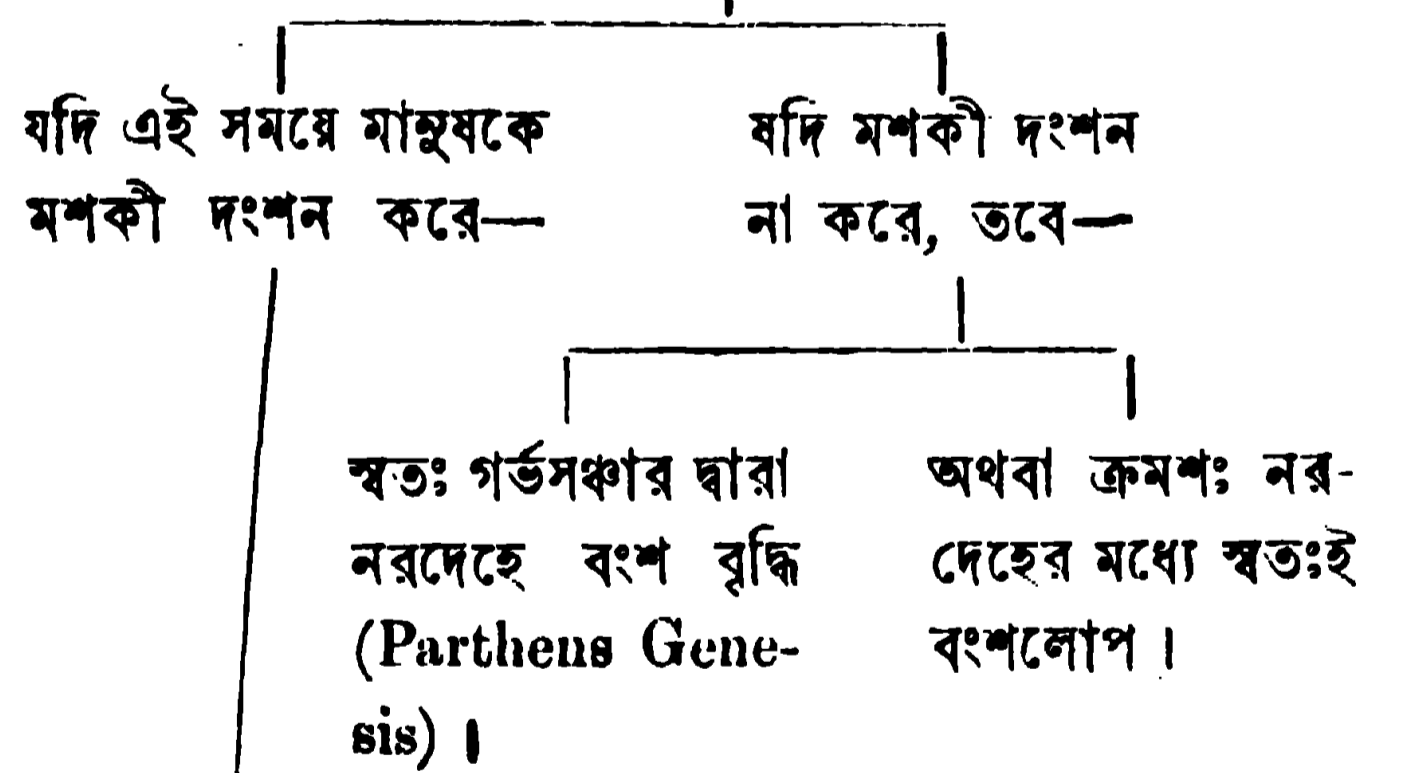 যদি এই সময়ে মানুষকে
মশকী দংশন করে—
যদি মশকী দংশন
না করে, তবে—
স্বতঃ গর্ভসঞ্চার দ্বারা
নরদেহে বংশ বৃদ্ধি
(Parthens Gene-
sis) ।
অথবা ক্রমশঃ নর-
দেহের মধ্যে স্বতঃই
বংশলোপ ।